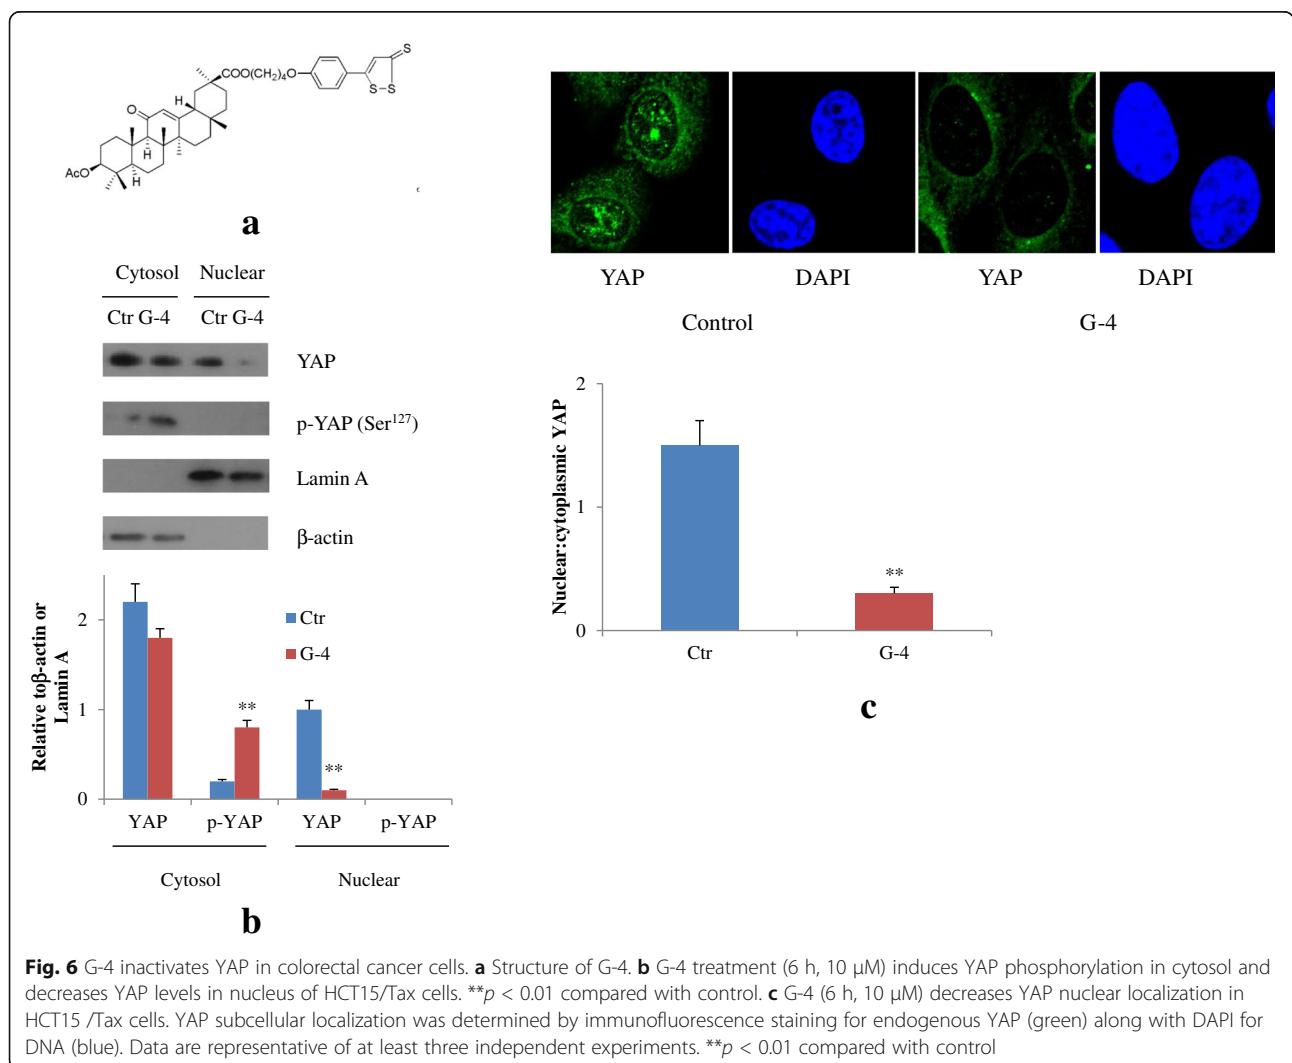 COO(CH₂)₄O
S
S-S
O
H
H
H
AcO
a
Cytosol Nuclear
Ctr G-4 Ctr G-4
YAP
p-YAP (Ser¹²⁷)
Lamin A
β-actin
Relative toβ-actin or
Lamin A
2
1
0
Ctr
G-4
**
**
YAP p-YAP YAP p-YAP
Cytosol Nuclear
b
YAP DAPI YAP DAPI
Control G-4
Nuclear:cytoplasmic YAP
2
1
0
**
Ctr G-4
c
Fig. 6 G-4 inactivates YAP in colorectal cancer cells. a Structure of G-4. b G-4 treatment (6 h, 10 μM) induces YAP phosphorylation in cytosol and
decreases YAP levels in nucleus of HCT15/Tax cells. **p < 0.01 compared with control. c G-4 (6 h, 10 μM) decreases YAP nuclear localization in
HCT15 /Tax cells. YAP subcellular localization was determined by immunofluorescence staining for endogenous YAP (green) along with DAPI for
DNA (blue). Data are representative of at least three independent experiments. **p < 0.01 compared with control